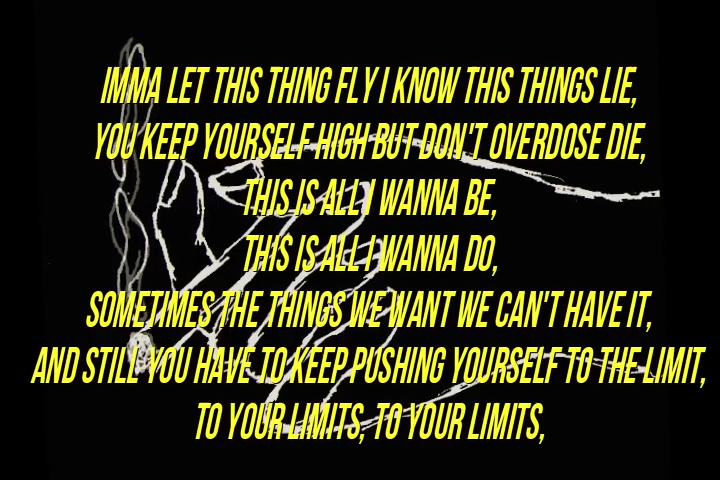 IMMA LET THIS THING FLY I KNOW THIS THINGS LIE,
YOU KEEP YOURSELF HIGH BUT DON'T OVERDOSE DIE,
THIS IS ALL I WANNA BE,
THIS IS ALL I WANNA DO,
SOMETIMES THE THINGS WE WANT WE CAN'T HAVE IT,
AND STILL YOU HAVE TO KEEP PUSHING YOURSELF TO THE LIMIT,
TO YOUR LIMITS, TO YOUR LIMITS,